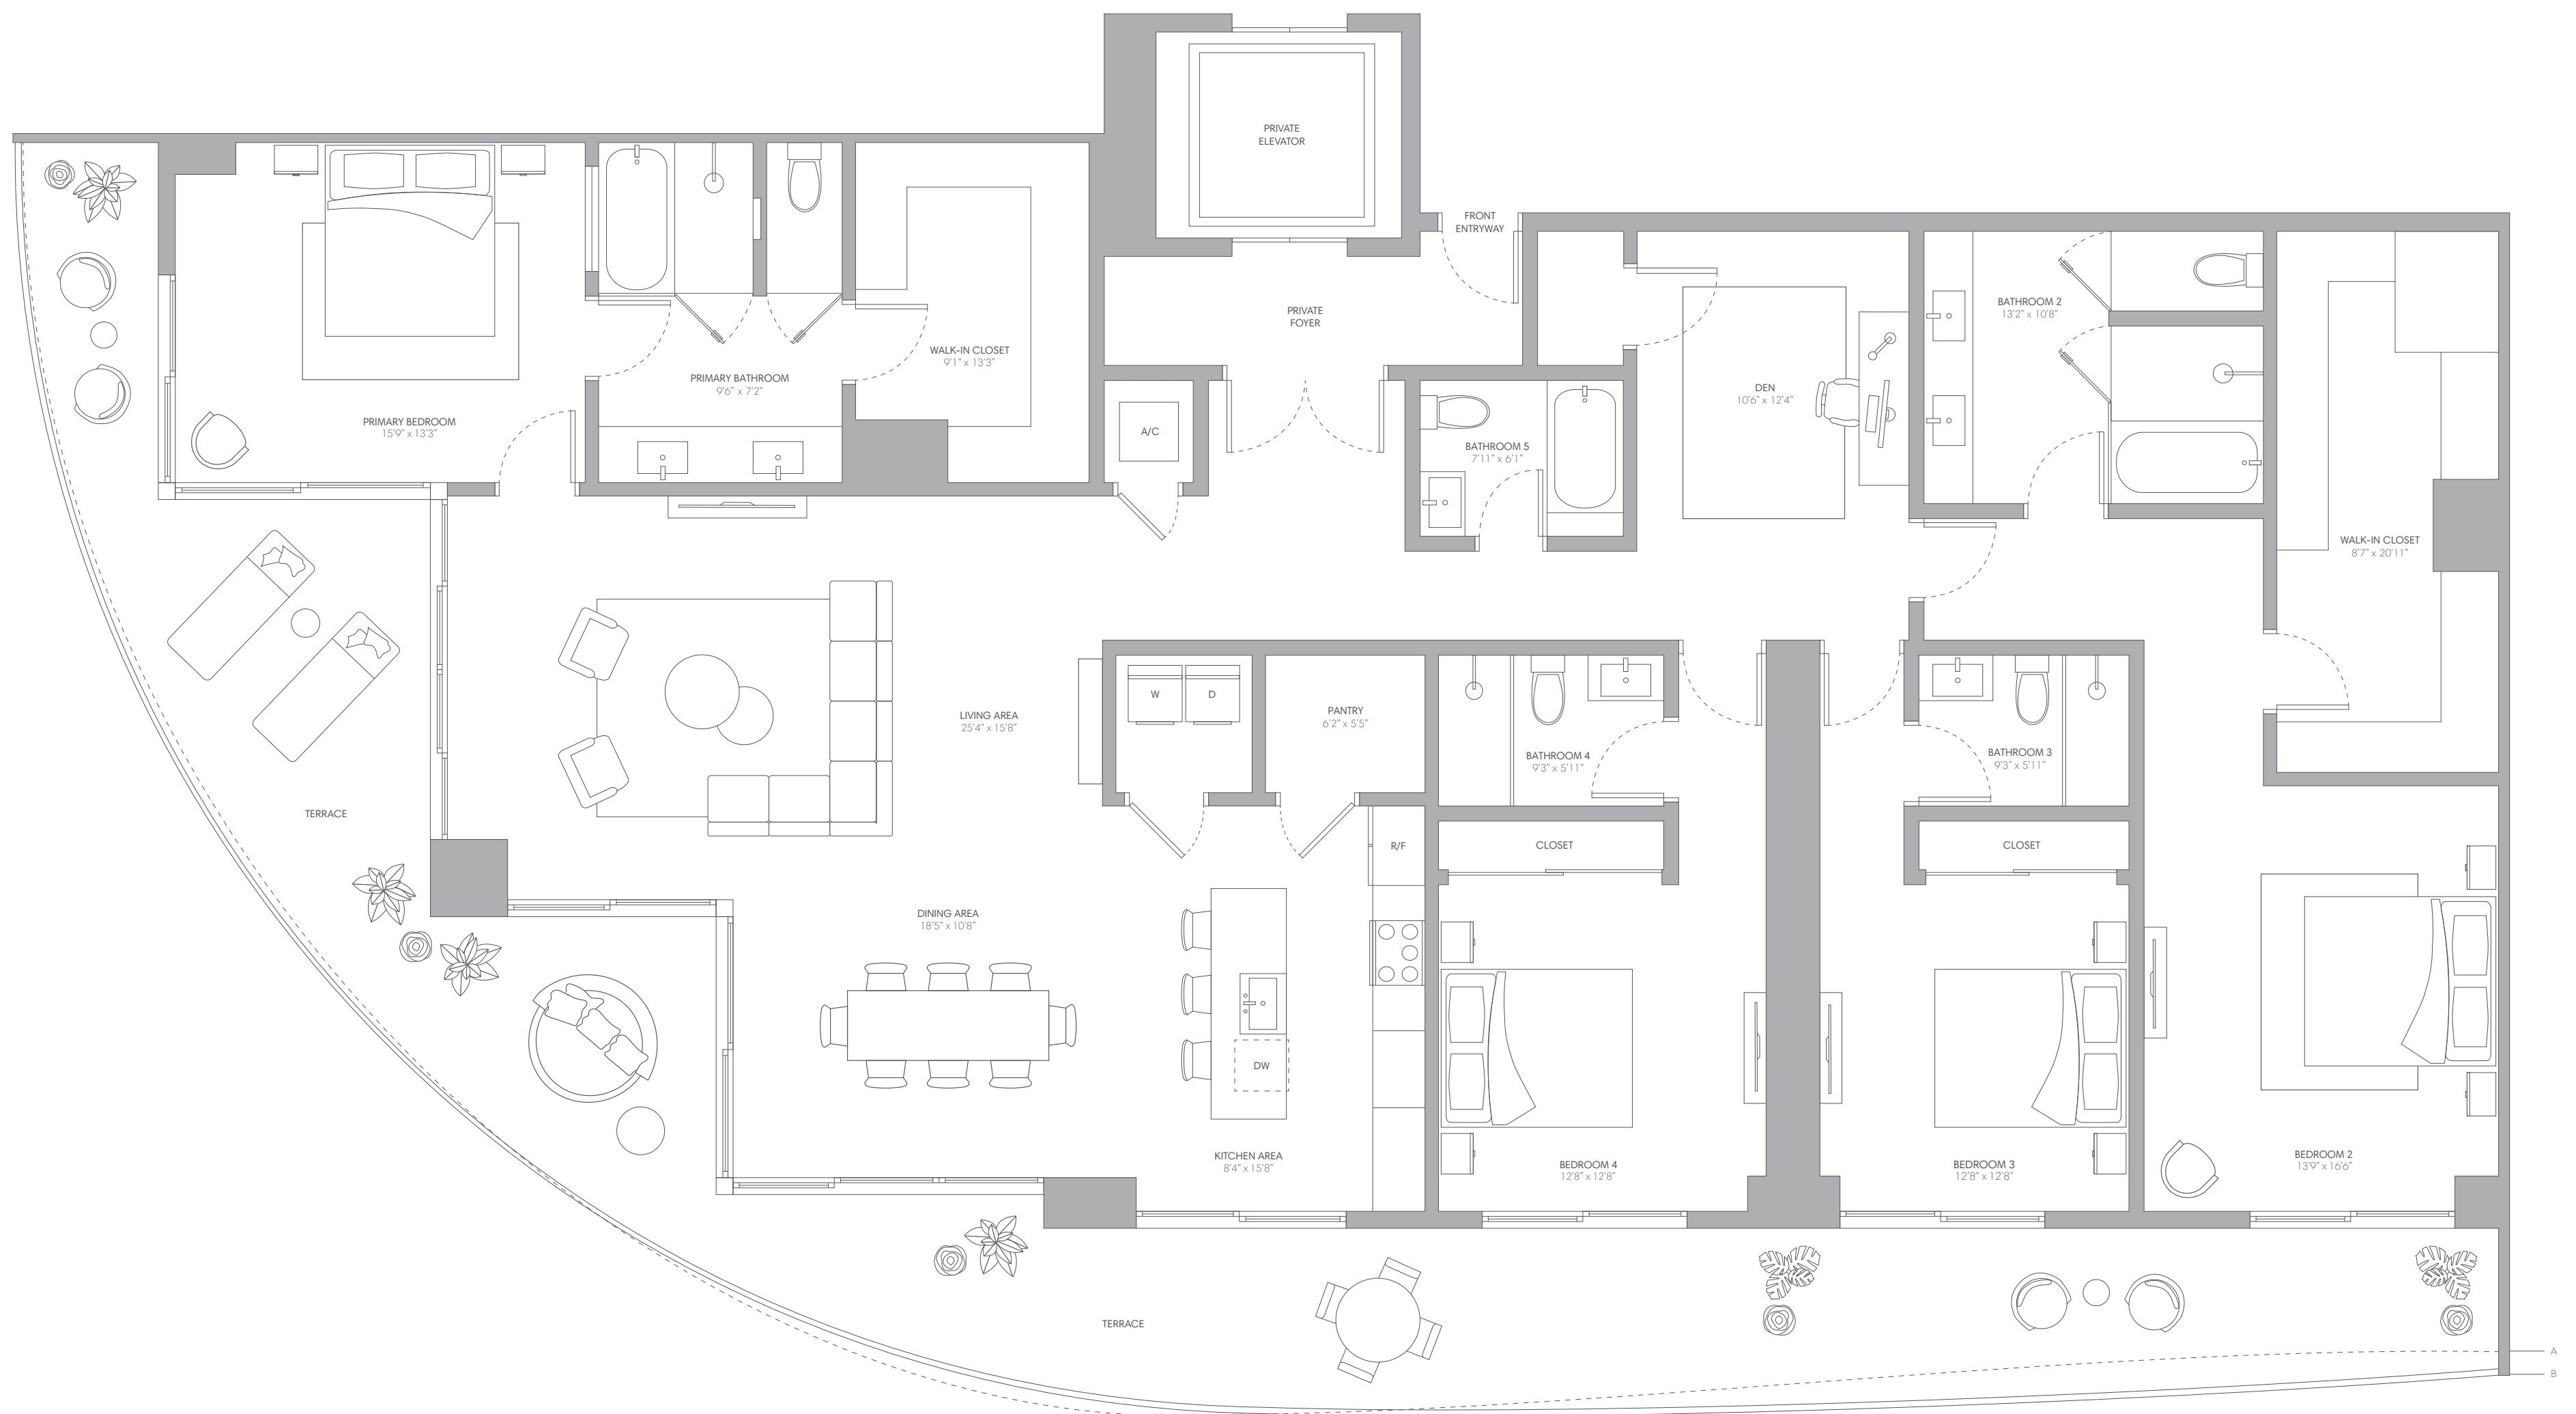 PRIVATE
ELEVATOR
FRONT
ENTRYWAY
PRIVATE
FOYER
BATHROOM 2
13'2" x 10'8"
WALK-IN CLOSET
9'1" x 13'3"
PRIMARY BATHROOM
9'6" x 7'2"
DEN
10'6" x 12'4"
PRIMARY BEDROOM
15'9" x 13'3"
A/C
BATHROOM 5
7'11" x 6'1"
WALK-IN CLOSET
8'7" x 20'11"
W
D
PANTRY
6'2" x 5'5"
LIVING AREA
25'4" x 15'8"
BATHROOM 4
9'3" x 5'11"
BATHROOM 3
9'3" x 5'11"
TERRACE
R/F
CLOSET
CLOSET
DINING AREA
18'5" x 10'8"
DW
KITCHEN AREA
8'4" x 15'8"
BEDROOM 4
12'8" x 12'8"
BEDROOM 3
12'8" x 12'8"
BEDROOM 2
13'9" x 16'6"
TERRACE
A
B